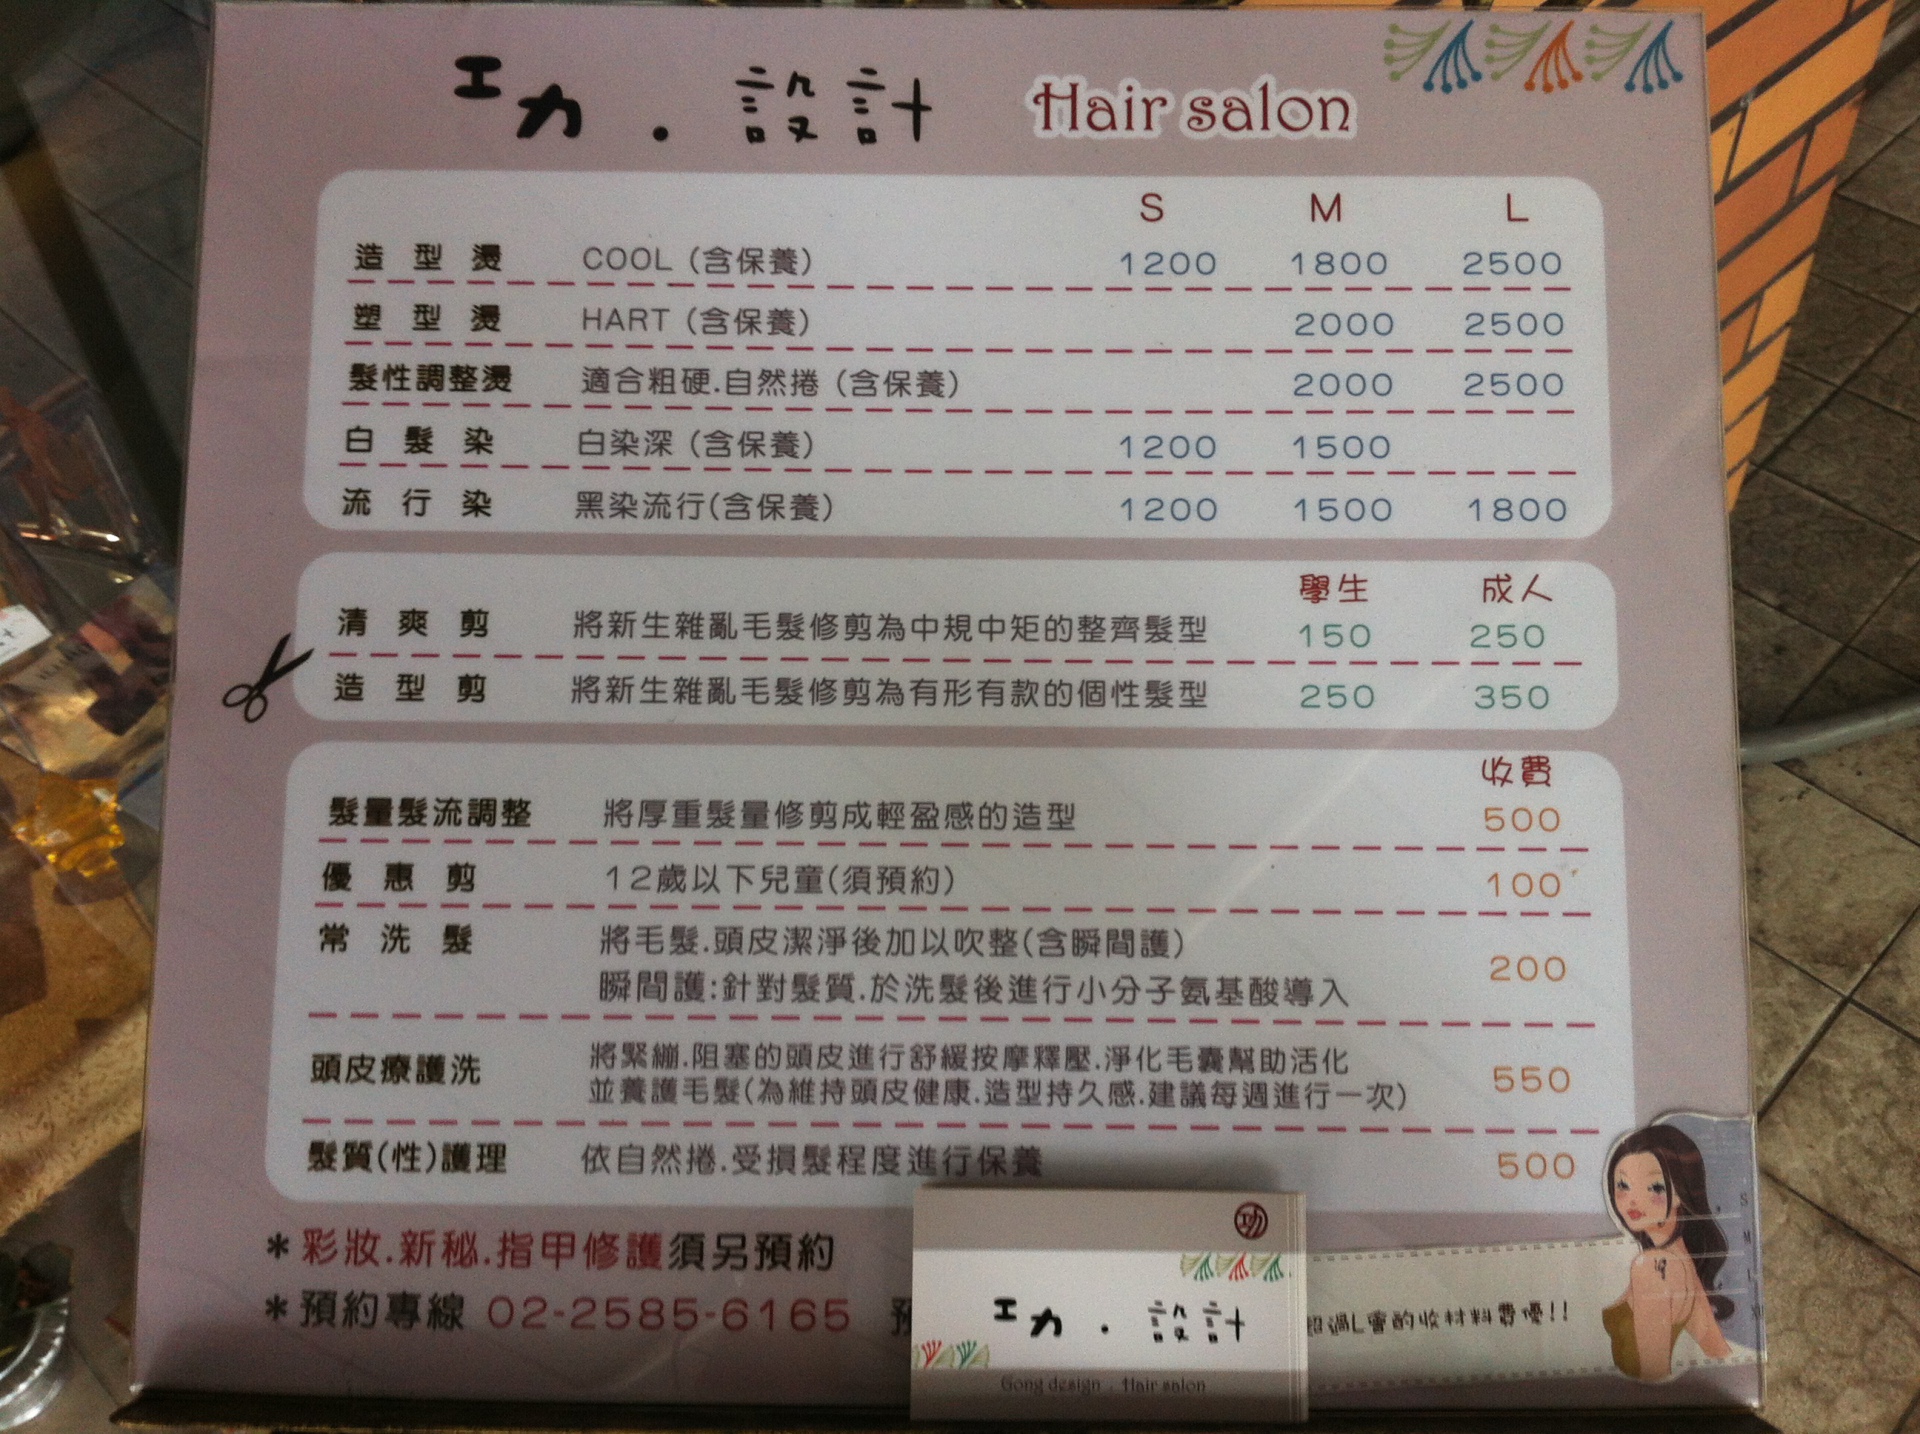 功.設計 Hair salon
S M L
造型燙 COOL (含保養) 1200 1800 2500
塑型燙 HART (含保養) 2000 2500
髮性調整燙 適合粗硬.自然捲 (含保養) 2000 2500
白髮染 白染深 (含保養) 1200 1500
流行染 黑染流行(含保養) 1200 1500 1800
學生 成人
清爽剪 將新生雜亂毛髮修剪為中規中矩的整齊髮型 150 250
造型剪 將新生雜亂毛髮修剪為有形有款的個性髮型 250 350
收費
髮量髮流調整 將厚重髮量修剪成輕盈感的造型 500
優惠剪 12歲以下兒童(須預約) 100
常洗髮 將毛髮.頭皮潔淨後加以吹整(含瞬間護) 200
瞬間護:針對髮質.於洗髮後進行小分子氨基酸導入
頭皮療護洗 將緊繃.阻塞的頭皮進行舒緩按摩釋壓.淨化毛囊幫助活化 550
並養護毛髮(為維持頭皮健康.造型持久感.建議每週進行一次)
髮質(性)護理 依自然捲.受損髮程度進行保養 500
*彩妝.新秘.指甲修護須另預約
*預約專線 02-2585-6165 預
超過L會酌收材料費優!!
功
功.設計
Gong design . Hair salon
S
M
L